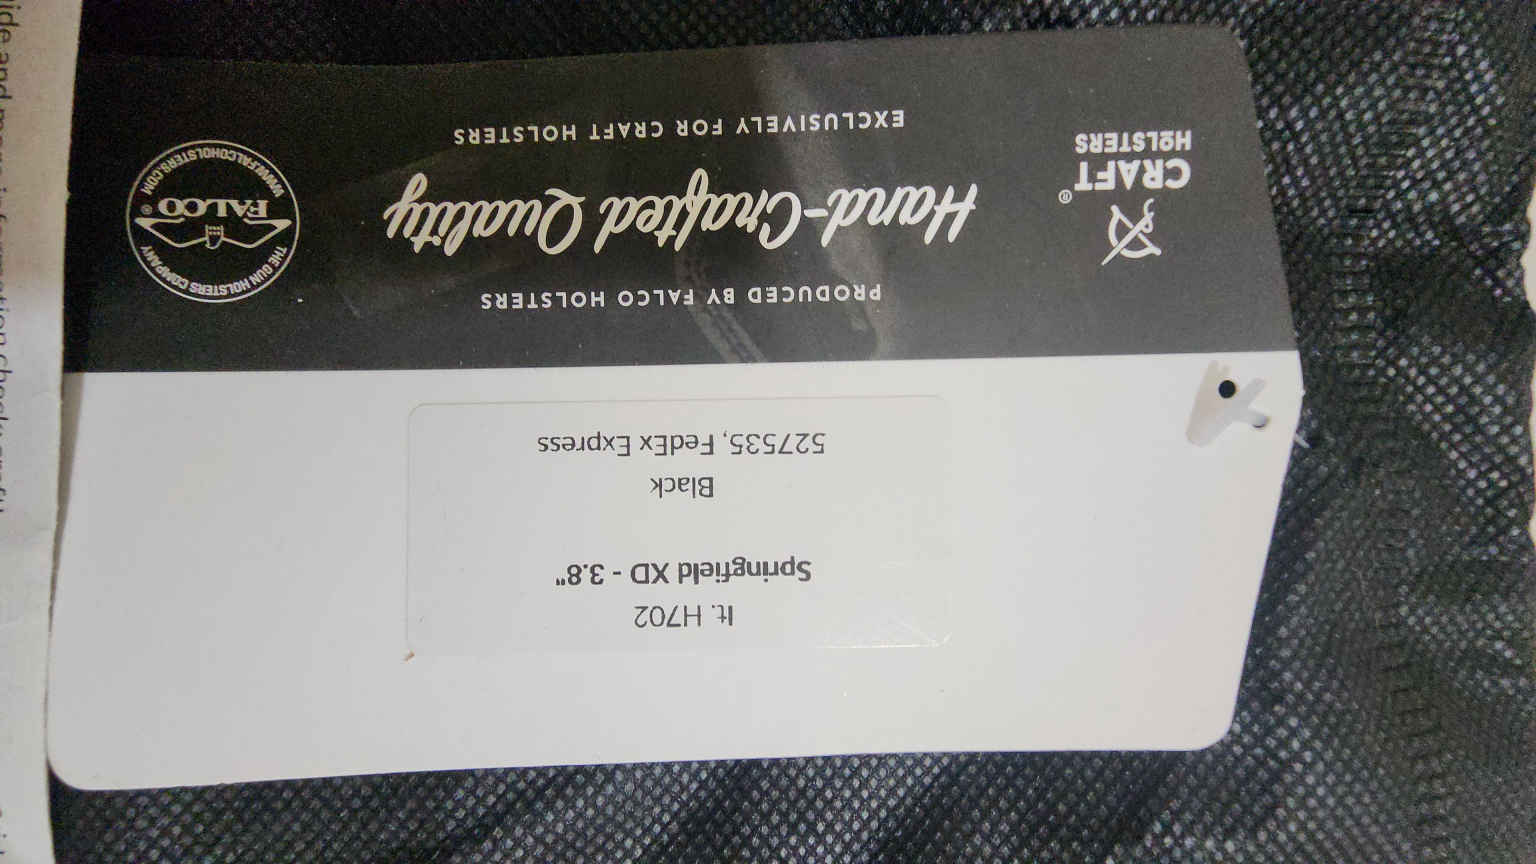 It. H702
Springfield XD - 3.8"
Black
527535, FedEx Express
PRODUCED BY FALCO HOLSTERS
Hand-Crafted Quality
EXCLUSIVELY FOR CRAFT HOLSTERS
CRAFT®
HOLSTERS
THE GUN HOLSTERS COMPANY
FALCO®
WWW.FALCOHOLSTERS.COM